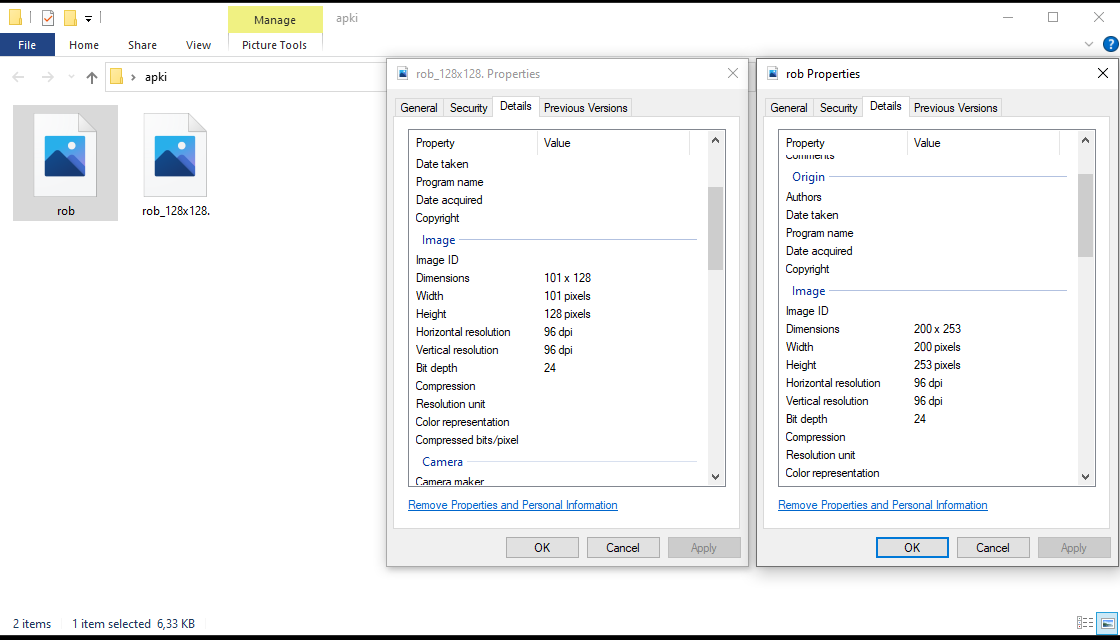 Manage
apki
File
Home
Share
View
Picture Tools
?
apki
rob
rob_128x128.
2 items
1 item selected 6,33 KB
rob_128x128. Properties
General
Security
Details
Previous Versions
Property Value
Date taken
Program name
Date acquired
Copyright
Image
Image ID
Dimensions 101 x 128
Width 101 pixels
Height 128 pixels
Horizontal resolution 96 dpi
Vertical resolution 96 dpi
Bit depth 24
Compression
Resolution unit
Color representation
Compressed bits/pixel
Camera
Camera maker
Remove Properties and Personal Information
OK
Cancel
Apply
rob Properties
General
Security
Details
Previous Versions
Property Value
Comments
Origin
Authors
Date taken
Program name
Date acquired
Copyright
Image
Image ID
Dimensions 200 x 253
Width 200 pixels
Height 253 pixels
Horizontal resolution 96 dpi
Vertical resolution 96 dpi
Bit depth 24
Compression
Resolution unit
Color representation
Remove Properties and Personal Information
OK
Cancel
Apply